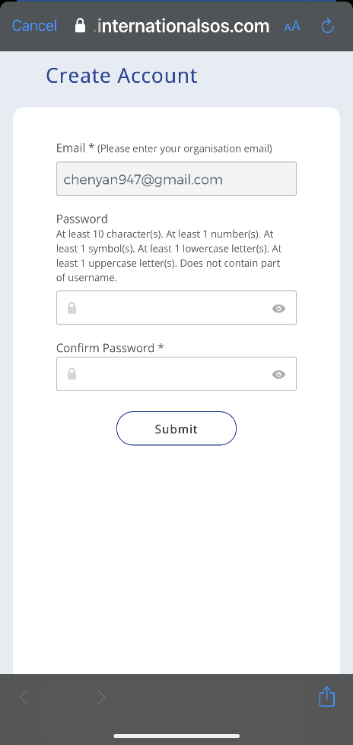 Cancel .internationalsos.com AA
Create Account
Email * (Please enter your organisation email)
chenyan947@gmail.com
Password
At least 10 character(s). At least 1 number(s). At
least 1 symbol(s). At least 1 lowercase letter(s). At
least 1 uppercase letter(s). Does not contain part
of username.
Confirm Password *
Submit